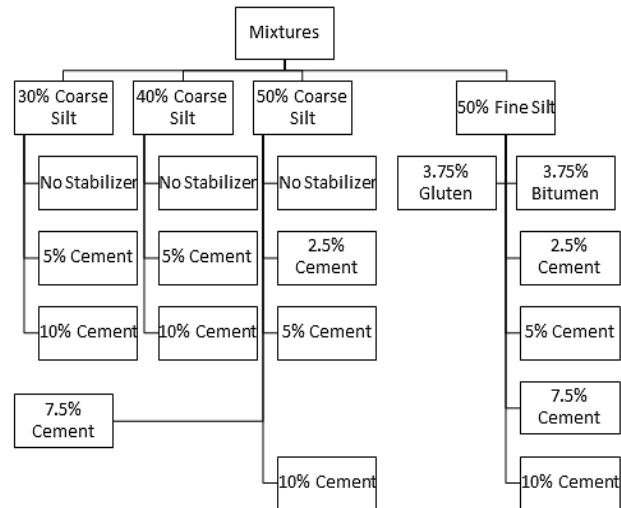 Mixtures
30% Coarse
Silt
40% Coarse
Silt
50% Coarse
Silt
50% Fine Silt
No Stabilizer
No Stabilizer
No Stabilizer
3.75%
Gluten
3.75%
Bitumen
5% Cement
5% Cement
2.5%
Cement
2.5%
Cement
10% Cement
10% Cement
5% Cement
5% Cement
7.5%
Cement
7.5%
Cement
10% Cement
10% Cement